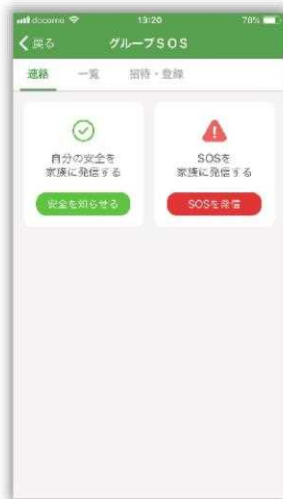 docomo 13:20 78%
戻る グループSOS
連絡 一覧 招待・登録
自分の安全を
家族に発信する
安全を知らせる
SOSを
家族に発信する
SOSを発信